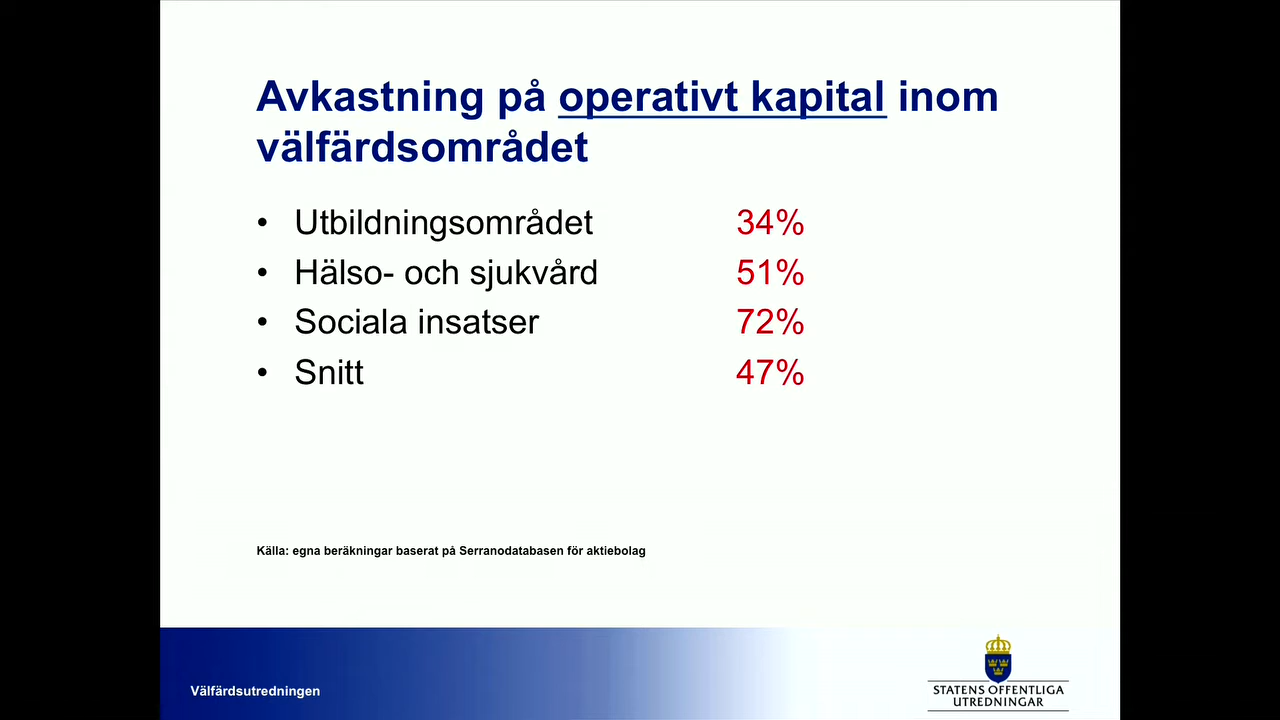 Avkastning på operativt kapital inom
välfärdsområdet
• Utbildningsområdet 34%
• Hälso- och sjukvård 51%
• Sociala insatser 72%
• Snitt 47%
Källa: egna beräkningar baserat på Serranodatabasen för aktiebolag
Välfärdsutredningen
STATENS OFFENTLIGA
UTREDNINGAR